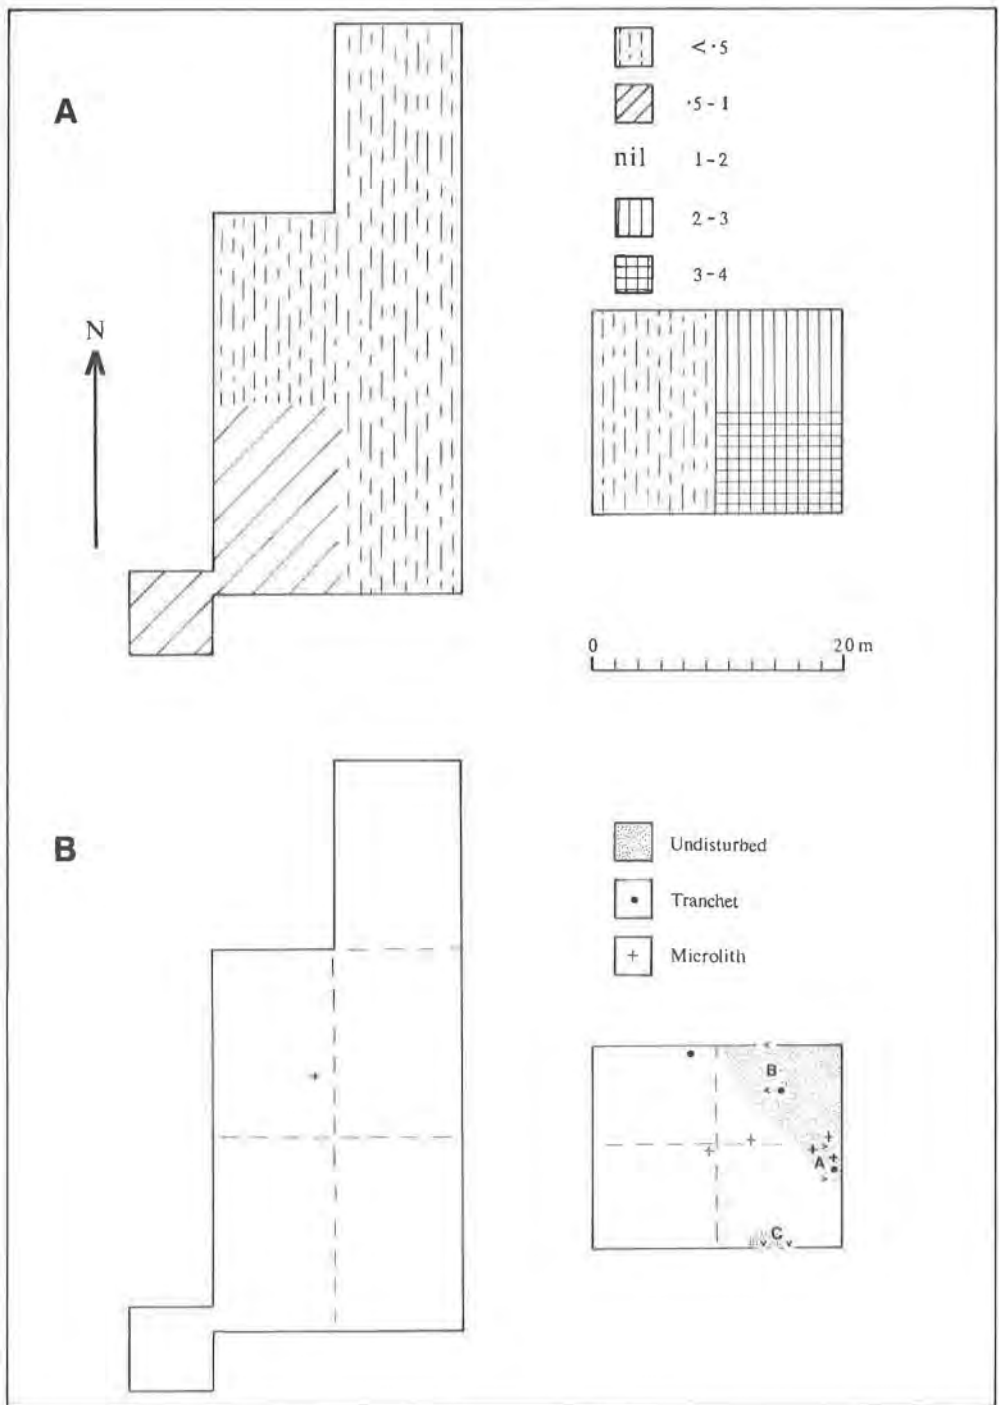 A
< ·5
·5 - 1
nil 1 - 2
2 - 3
3 - 4
N
0 20 m
B
Undisturbed
Tranchet
Microlith
B
A
C